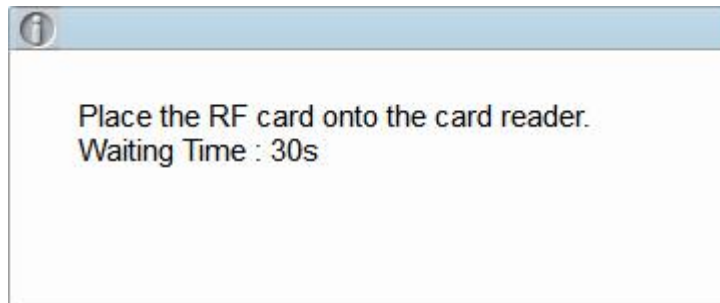 Place the RF card onto the card reader.
Waiting Time : 30s